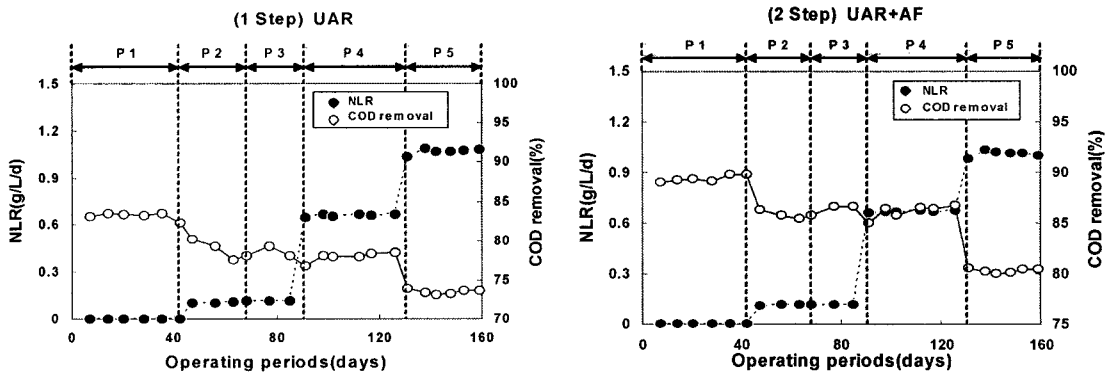 (1 Step) UAR
P 1 P 2 P 3 P 4 P 5
1.5
1.2
0.9
0.6
0.3
0
NLR(g/L/d)
NLR
COD removal
100
95
90
85
80
75
70
COD removal(%)
0 40 80 120 160
Operating periods(days)
(2 Step) UAR+AF
P 1 P 2 P 3 P 4 P 5
1.5
1.2
0.9
0.6
0.3
0
NLR(g/L/d)
NLR
COD removal
100
95
90
85
80
75
COD removal(%)
0 40 80 120 160
Operating periods(days)